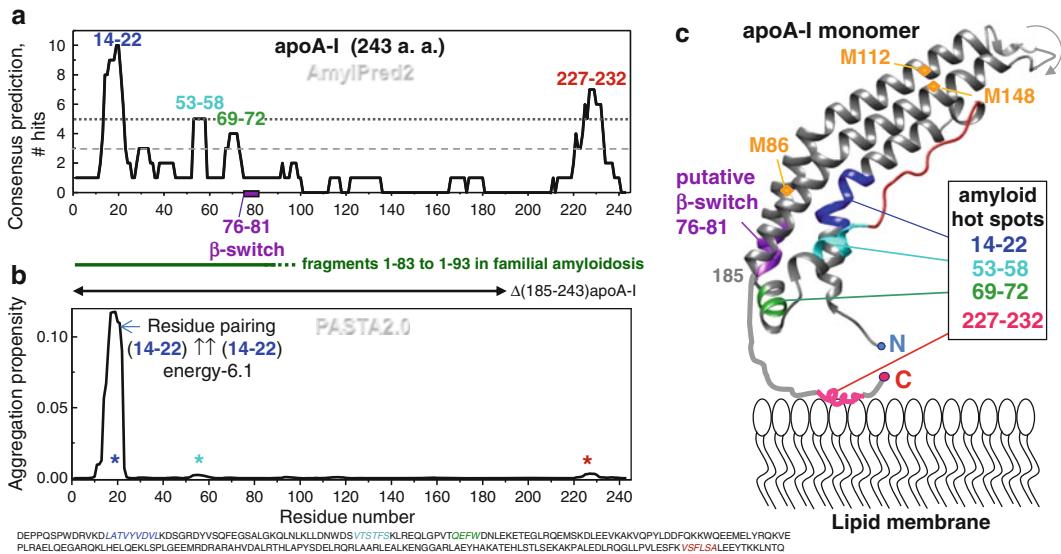 a
apoA-I (243 a. a.)
AmylPred2
Consensus prediction,
# hits
0
2
4
6
8
10
14-22
53-58
69-72
227-232
0 20 40 60 80 100 120 140 160 180 200 220 240
76-81
β-switch
fragments 1-83 to 1-93 in familial amyloidosis
Δ(185-243)apoA-I
b
PASTA2.0
Aggregation propensity
0.10
0.00
Residue pairing
(14-22) ↑↑ (14-22)
energy-6.1
* * *
0 20 40 60 80 100 120 140 160 180 200 220 240
Residue number
DEPPQSPWDRVKDLATVYVDVLKDSGRDYVSQFEGSALGKQLNLKLLDNWDSVTSTFSKLREQLGPVTQEFWDNLEKETEGLRQEMSKDLEEVKAKVQPYLDDFQKKWQEEMELYRQKVE
PLRAELQEGARQKLHELQEKLSPLGEEMRDRARAHVDALRTHLAPYSDELRQRLAARLEALKENGGARLAEYHAKATEHLSTLSEKAKPALEDLRQGLLPVLESFKVSFLSALEEYTKKLNTQ
c
apoA-I monomer
M112
M148
M86
putative
β-switch
76-81
185
amyloid
hot spots
14-22
53-58
69-72
227-232
N
C
Lipid membrane